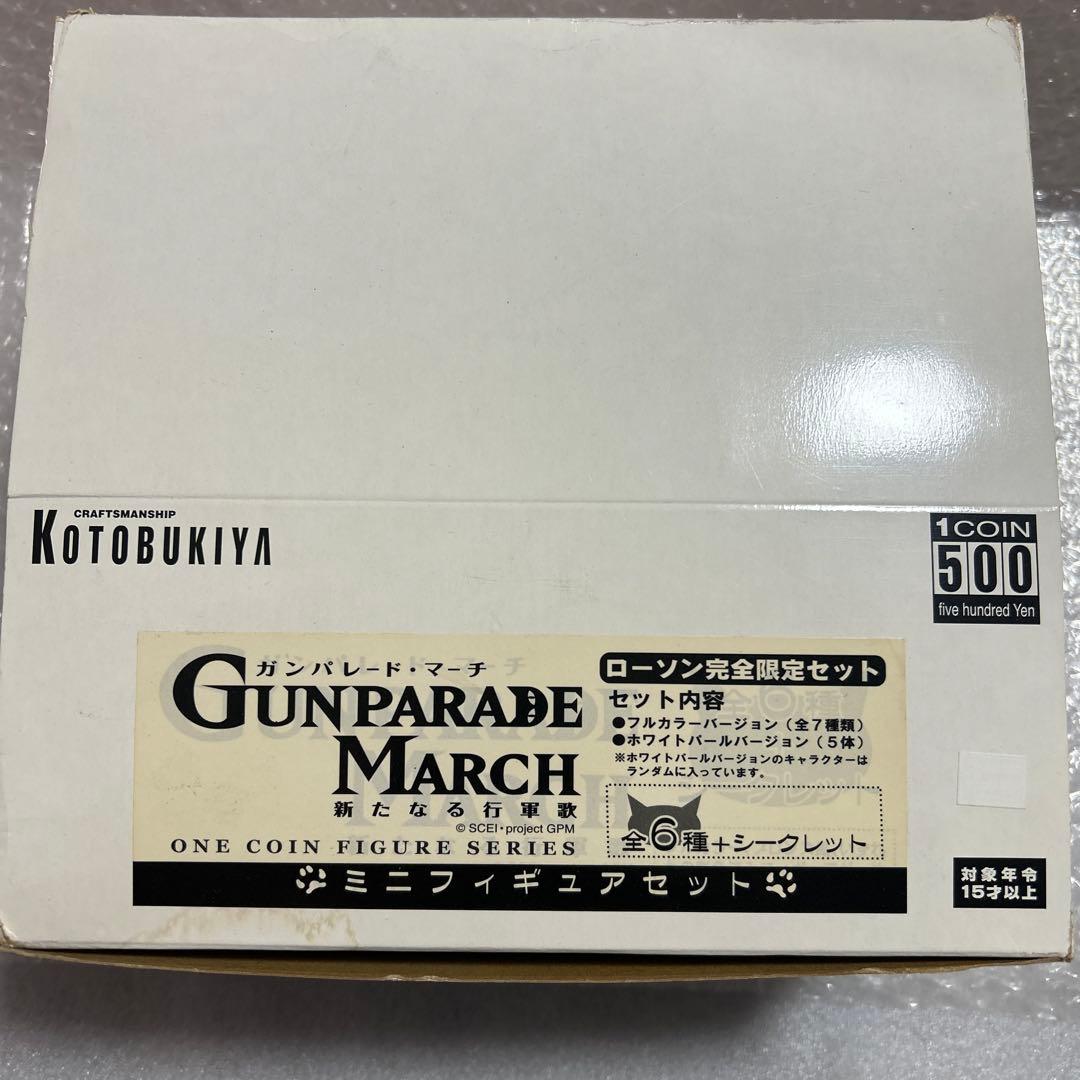 CRAFTSMANSHIP
KOTOBUKIYA
1COIN
500
five hundred Yen
ガンパレード・マーチ
GUNPARADE
MARCH
新たなる行軍歌
© SCEI・project GPM
ONE COIN FIGURE SERIES
ローソン完全限定セット
セット内容
●フルカラーバージョン（全７種類）
●ホワイトパールバージョン（５体）
※ホワイトパールバージョンのキャラクターは
ランダムに入っています。
全6種+シークレット
ミニフィギュアセット
対象年令
15才以上